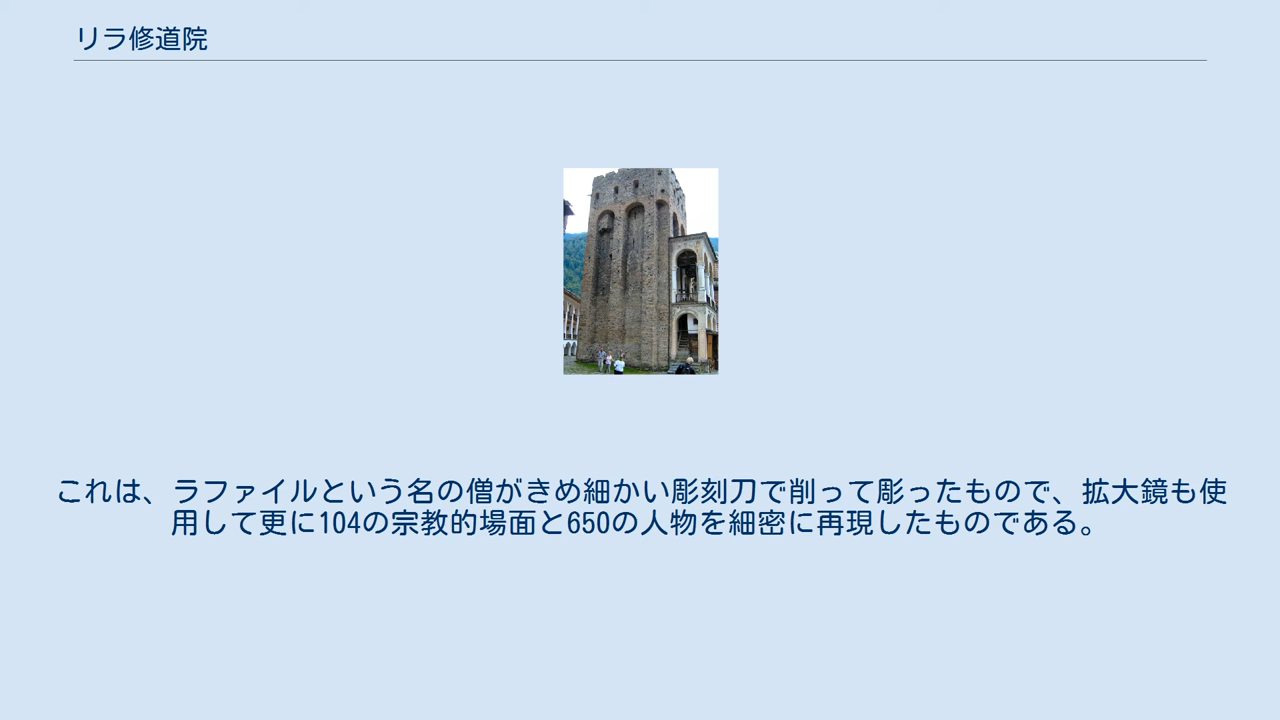 リラ修道院
これは、ラファイルという名の僧がきめ細かい彫刻刀で削って彫ったもので、拡大鏡も使
用して更に104の宗教的場面と650の人物を細密に再現したものである。